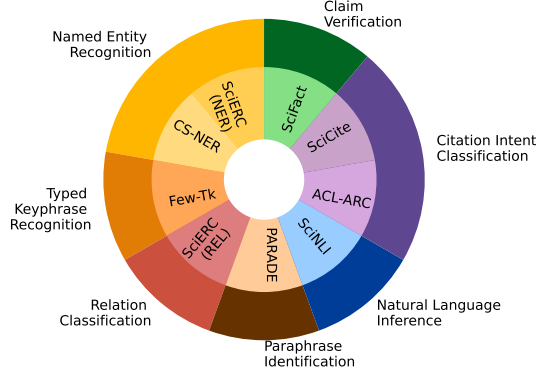 Claim
Verification
Named Entity
Recognition
SciERC
(NER)
SciFact
CS-NER
SciCite
Citation Intent
Classification
Few-Tk
ACL-ARC
Typed
Keyphrase
Recognition
SciERC
(REL)
PARADE
SciNLI
Relation
Classification
Natural Language
Inference
Paraphrase
Identification